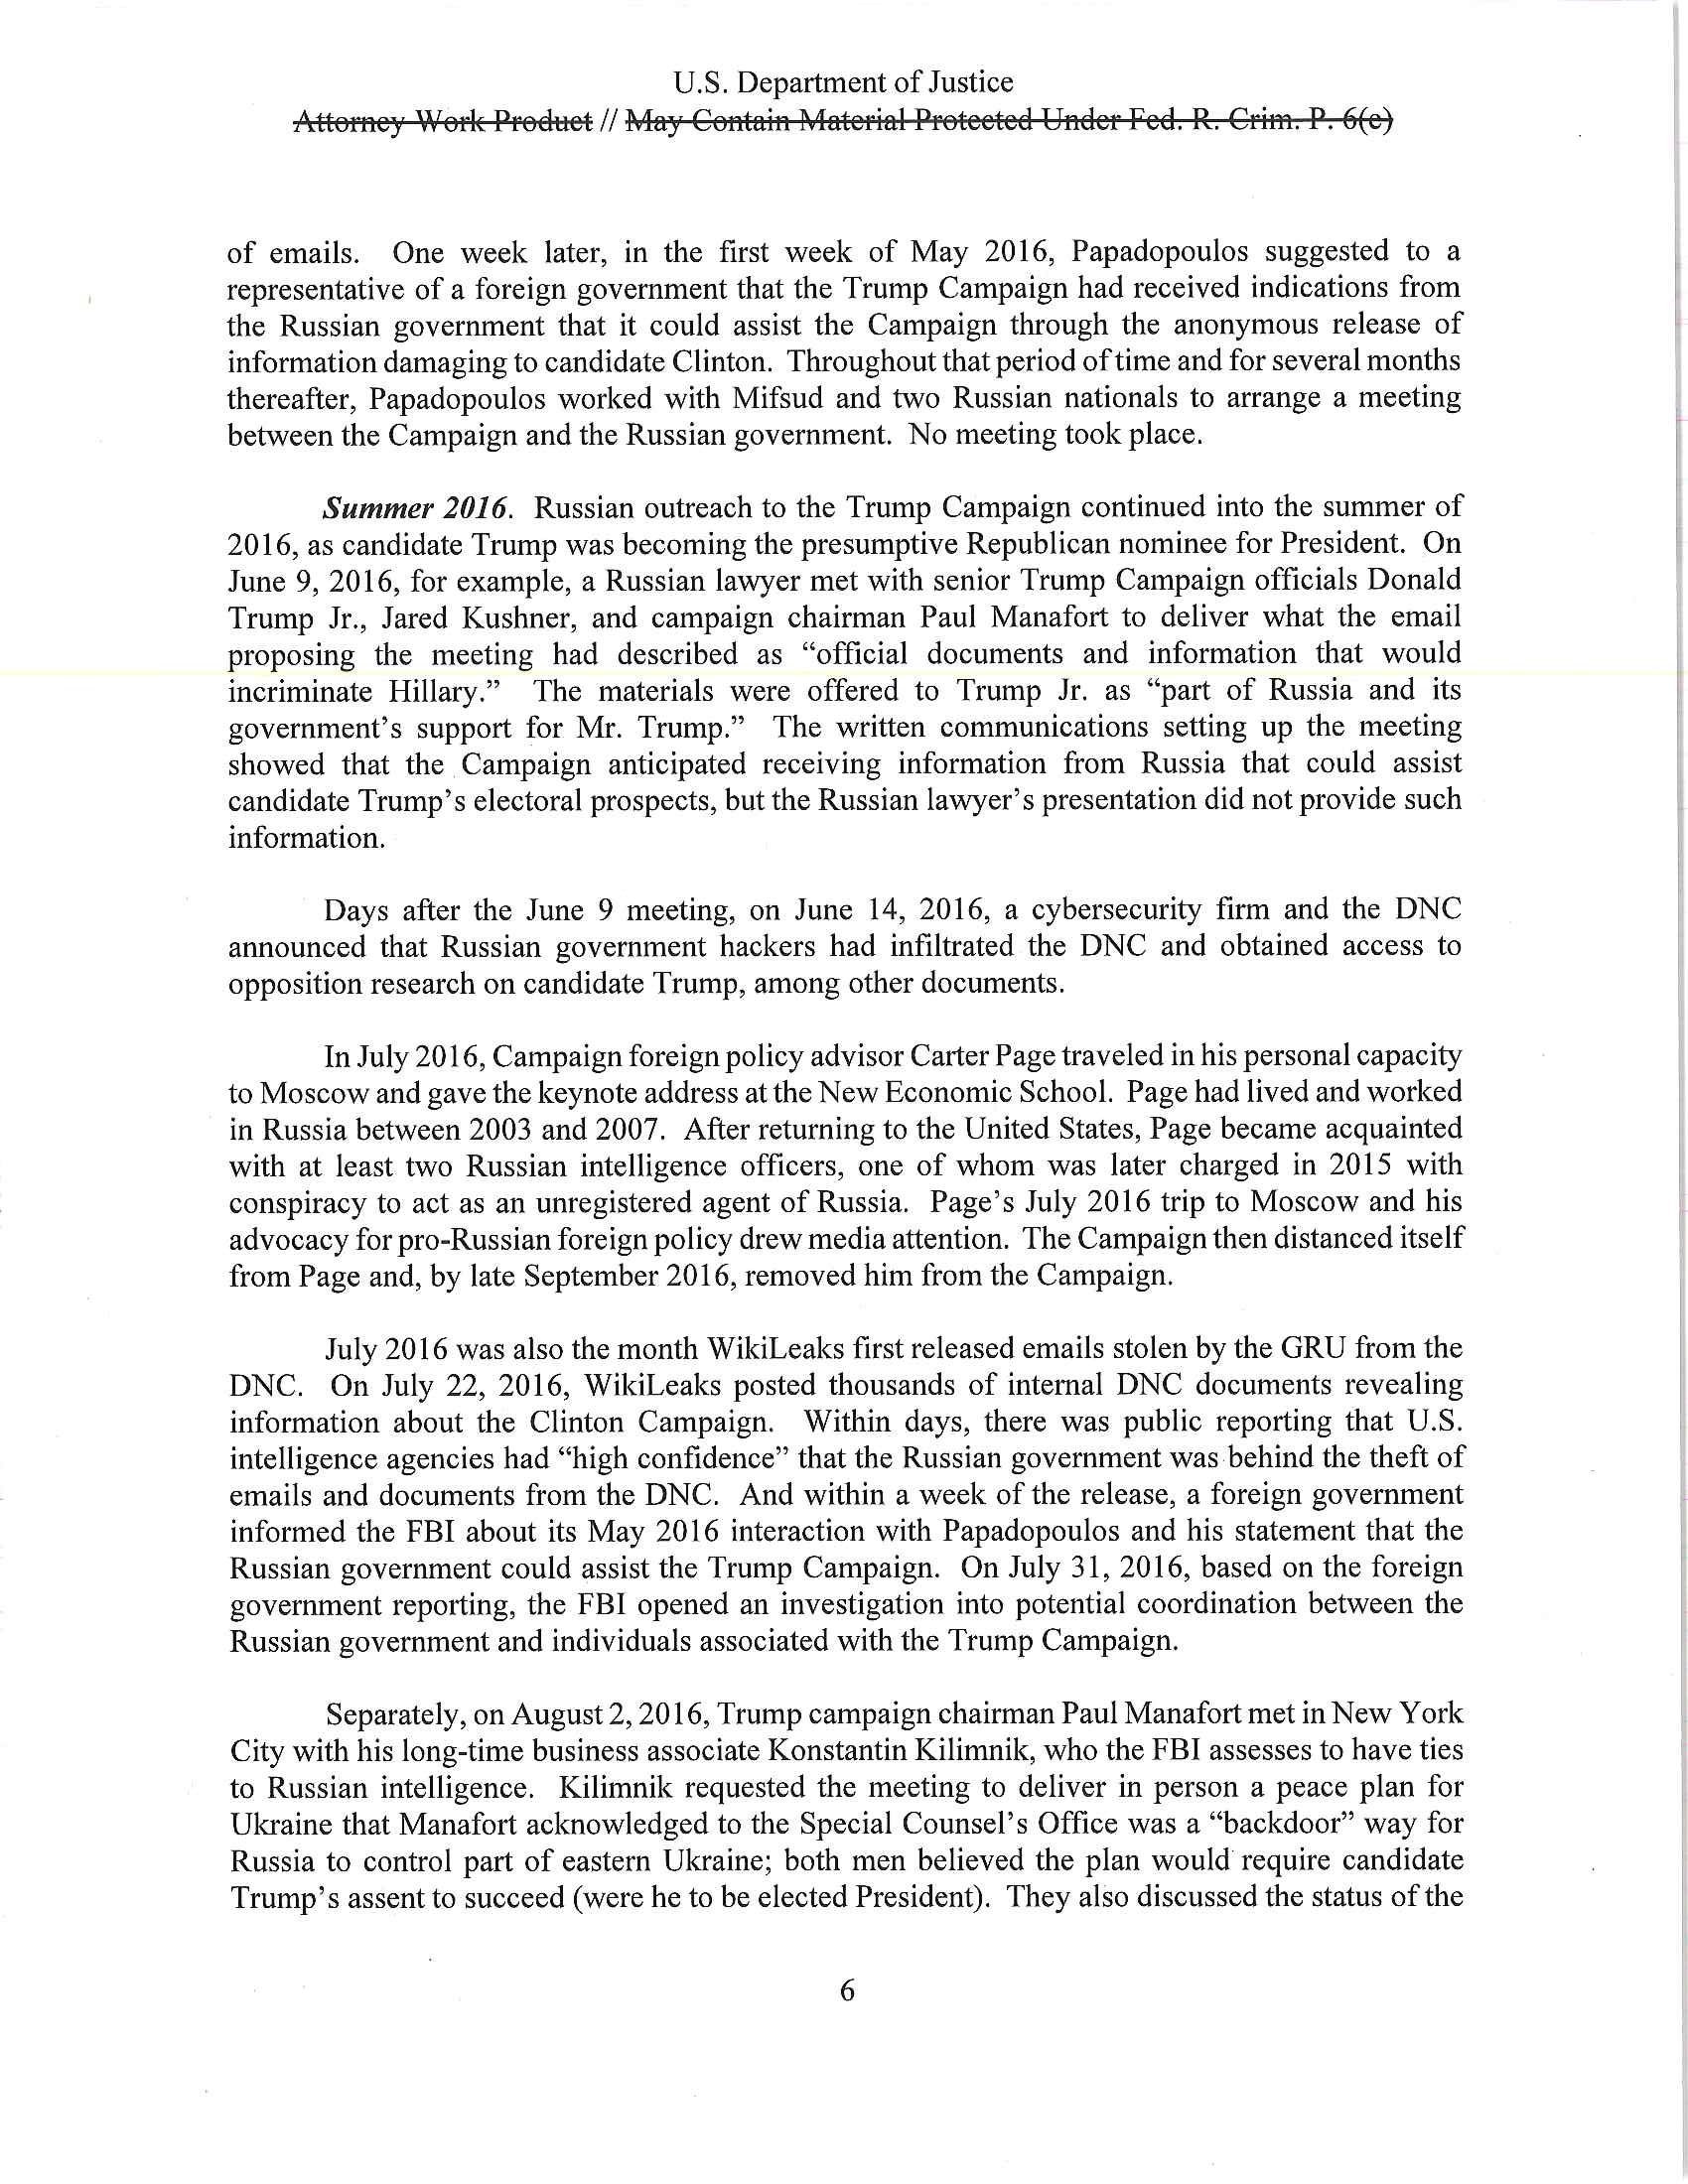 U.S. Department of Justice
Attorney Work Product // May Contain Material Protected Under Fed. R. Crim. P. 6(e)
of emails. One week later, in the first week of May 2016, Papadopoulos suggested to a
representative of a foreign government that the Trump Campaign had received indications from
the Russian government that it could assist the Campaign through the anonymous release of
information damaging to candidate Clinton. Throughout that period of time and for several months
thereafter, Papadopoulos worked with Mifsud and two Russian nationals to arrange a meeting
between the Campaign and the Russian government. No meeting took place.
Summer 2016. Russian outreach to the Trump Campaign continued into the summer of
2016, as candidate Trump was becoming the presumptive Republican nominee for President. On
June 9, 2016, for example, a Russian lawyer met with senior Trump Campaign officials Donald
Trump Jr., Jared Kushner, and campaign chairman Paul Manafort to deliver what the email
proposing the meeting had described as “official documents and information that would
incriminate Hillary.” The materials were offered to Trump Jr. as “part of Russia and its
government’s support for Mr. Trump.” The written communications setting up the meeting
showed that the Campaign anticipated receiving information from Russia that could assist
candidate Trump’s electoral prospects, but the Russian lawyer’s presentation did not provide such
information.
Days after the June 9 meeting, on June 14, 2016, a cybersecurity firm and the DNC
announced that Russian government hackers had infiltrated the DNC and obtained access to
opposition research on candidate Trump, among other documents.
In July 2016, Campaign foreign policy advisor Carter Page traveled in his personal capacity
to Moscow and gave the keynote address at the New Economic School. Page had lived and worked
in Russia between 2003 and 2007. After returning to the United States, Page became acquainted
with at least two Russian intelligence officers, one of whom was later charged in 2015 with
conspiracy to act as an unregistered agent of Russia. Page’s July 2016 trip to Moscow and his
advocacy for pro-Russian foreign policy drew media attention. The Campaign then distanced itself
from Page and, by late September 2016, removed him from the Campaign.
July 2016 was also the month WikiLeaks first released emails stolen by the GRU from the
DNC. On July 22, 2016, WikiLeaks posted thousands of internal DNC documents revealing
information about the Clinton Campaign. Within days, there was public reporting that U.S.
intelligence agencies had “high confidence” that the Russian government was behind the theft of
emails and documents from the DNC. And within a week of the release, a foreign government
informed the FBI about its May 2016 interaction with Papadopoulos and his statement that the
Russian government could assist the Trump Campaign. On July 31, 2016, based on the foreign
government reporting, the FBI opened an investigation into potential coordination between the
Russian government and individuals associated with the Trump Campaign.
Separately, on August 2, 2016, Trump campaign chairman Paul Manafort met in New York
City with his long-time business associate Konstantin Kilimnik, who the FBI assesses to have ties
to Russian intelligence. Kilimnik requested the meeting to deliver in person a peace plan for
Ukraine that Manafort acknowledged to the Special Counsel’s Office was a “backdoor” way for
Russia to control part of eastern Ukraine; both men believed the plan would require candidate
Trump’s assent to succeed (were he to be elected President). They also discussed the status of the
6